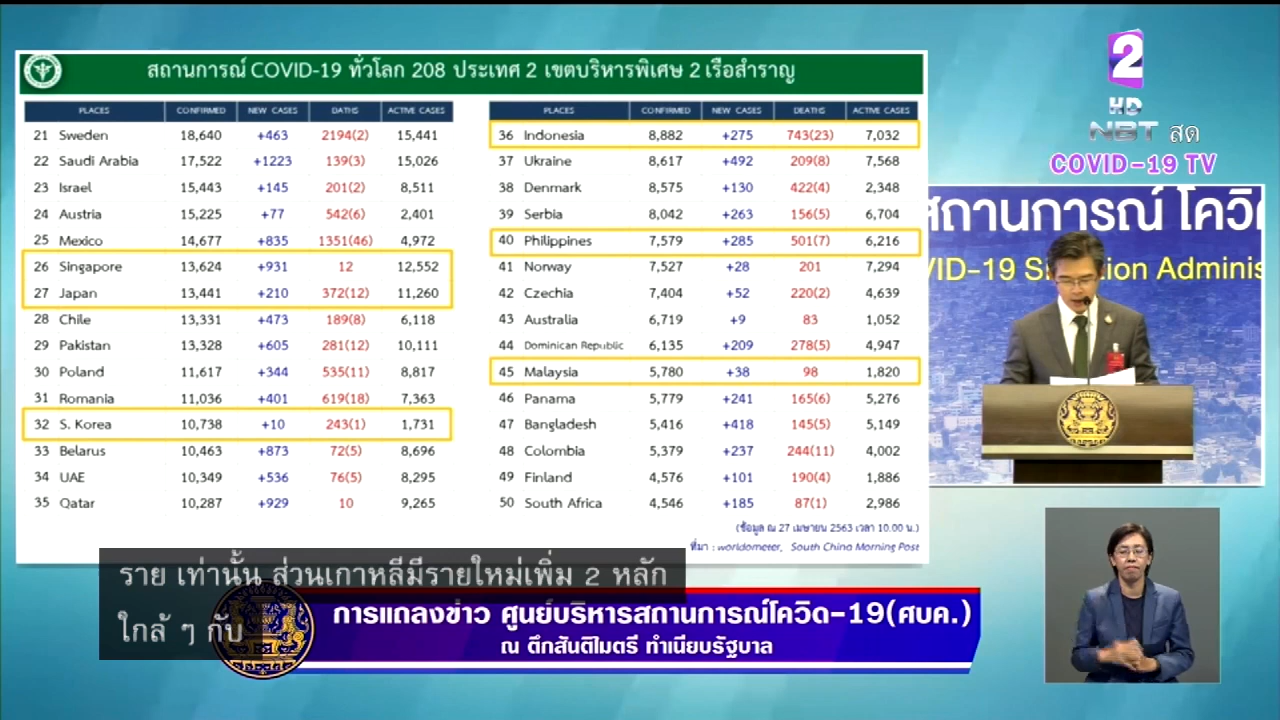 สถานการณ์ COVID-19 ทั่วโลก 208 ประเทศ 2 เขตบริหารพิเศษ 2 เรือสำราญ
PLACES CONFIRMED NEW CASES DATHS ACTIVE CASES
21 Sweden 18,640 +463 2194(2) 15,441
22 Saudi Arabia 17,522 +1223 139(3) 15,026
23 Israel 15,443 +145 201(2) 8,511
24 Austria 15,225 +77 542(6) 2,401
25 Mexico 14,677 +835 1351(46) 4,972
26 Singapore 13,624 +931 12 12,552
27 Japan 13,441 +210 372(12) 11,260
28 Chile 13,331 +473 189(8) 6,118
29 Pakistan 13,328 +605 281(12) 10,111
30 Poland 11,617 +344 535(11) 8,817
31 Romania 11,036 +401 619(18) 7,363
32 S. Korea 10,738 +10 243(1) 1,731
33 Belarus 10,463 +873 72(5) 8,696
34 UAE 10,349 +536 76(5) 8,295
35 Qatar 10,287 +929 10 9,265
PLACES CONFIRMED NEW CASES DEATHS ACTIVE CASES
36 Indonesia 8,882 +275 743(23) 7,032
37 Ukraine 8,617 +492 209(8) 7,568
38 Denmark 8,575 +130 422(4) 2,348
39 Serbia 8,042 +263 156(5) 6,704
40 Philippines 7,579 +285 501(7) 6,216
41 Norway 7,527 +28 201 7,294
42 Czechia 7,404 +52 220(2) 4,639
43 Australia 6,719 +9 83 1,052
44 Dominican Republic 6,135 +209 278(5) 4,947
45 Malaysia 5,780 +38 98 1,820
46 Panama 5,779 +241 165(6) 5,276
47 Bangladesh 5,416 +418 145(5) 5,149
48 Colombia 5,379 +237 244(11) 4,002
49 Finland 4,576 +101 190(4) 1,886
50 South Africa 4,546 +185 87(1) 2,986
(ข้อมูล ณ 27 เมษายน 2563 เวลา 10.00 น.)
ที่มา : worldometer, South China Morning Post
2
HD
NBT สด
COVID-19 TV
สถานการณ์ โควิด
VID-19 Si ion Adminis
ราย เท่านั้น ส่วนเกาหลีมีรายใหม่เพิ่ม 2 หลัก
ใกล้ ๆ กับ
การแถลงข่าว ศูนย์บริหารสถานการณ์โควิด-19(ศบค.)
ณ ตึกสันติไมตรี ทำเนียบรัฐบาล